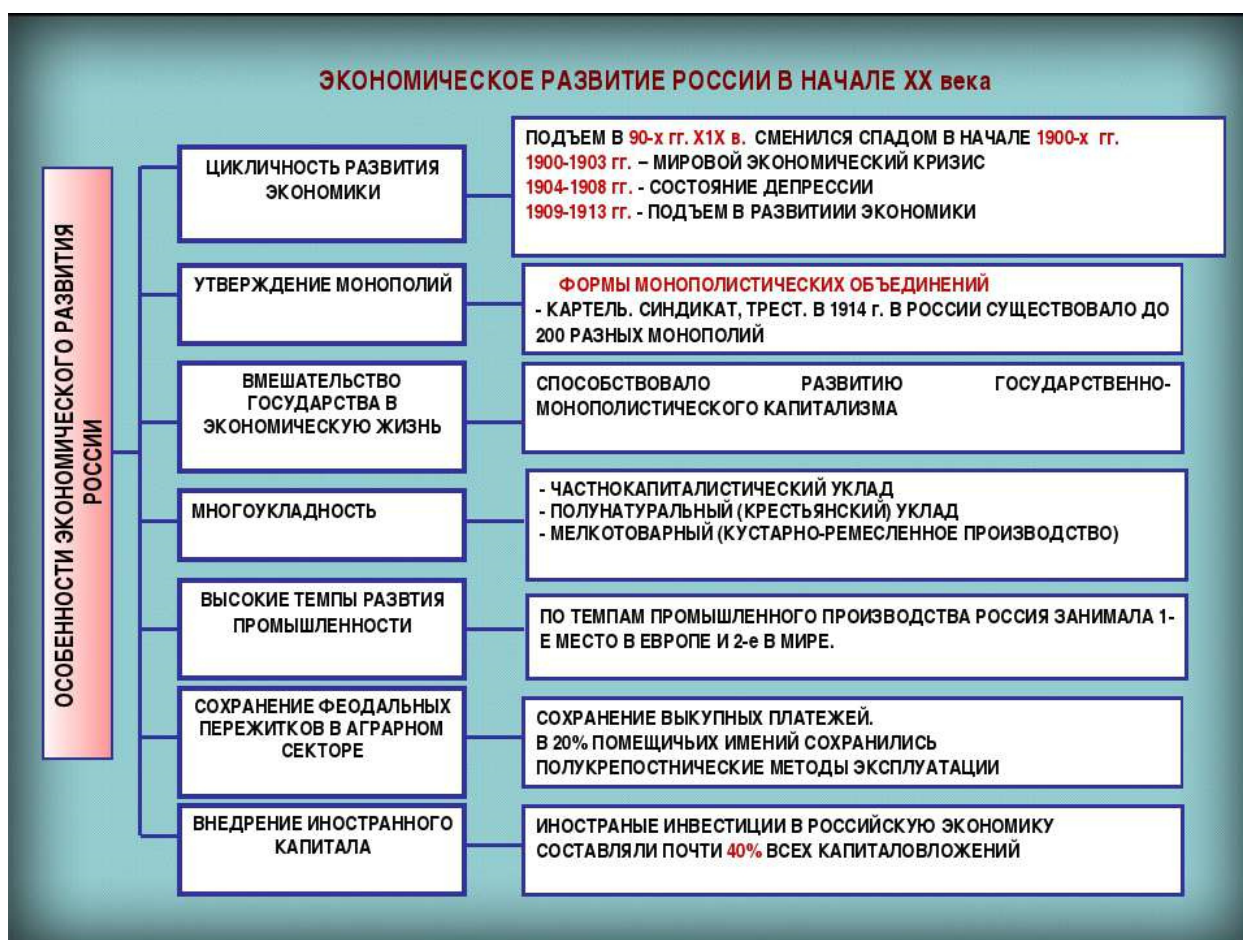 ЭКОНОМИЧЕСКОЕ РАЗВИТИЕ РОССИИ В НАЧАЛЕ XX века
ОСОБЕННОСТИ ЭКОНОМИЧЕСКОГО РАЗВИТИЯ
РОССИИ
ЦИКЛИЧНОСТЬ РАЗВИТИЯ
ЭКОНОМИКИ
ПОДЪЕМ В 90-х гг. X1X в. СМЕНИЛСЯ СПАДОМ В НАЧАЛЕ 1900-х гг.
1900-1903 гг. – МИРОВОЙ ЭКОНОМИЧЕСКИЙ КРИЗИС
1904-1908 гг. - СОСТОЯНИЕ ДЕПРЕССИИ
1909-1913 гг. - ПОДЪЕМ В РАЗВИТИИИ ЭКОНОМИКИ
УТВЕРЖДЕНИЕ МОНОПОЛИЙ
ФОРМЫ МОНОПОЛИСТИЧЕСКИХ ОБЪЕДИНЕНИЙ
- КАРТЕЛЬ. СИНДИКАТ, ТРЕСТ. В 1914 г. В РОССИИ СУЩЕСТВОВАЛО ДО
200 РАЗНЫХ МОНОПОЛИЙ
ВМЕШАТЕЛЬСТВО
ГОСУДАРСТВА В
ЭКОНОМИЧЕСКУЮ ЖИЗНЬ
СПОСОБСТВОВАЛО РАЗВИТИЮ ГОСУДАРСТВЕННО-
МОНОПОЛИСТИЧЕСКОГО КАПИТАЛИЗМА
МНОГОУКЛАДНОСТЬ
- ЧАСТНОКАПИТАЛИСТИЧЕСКИЙ УКЛАД
- ПОЛУНАТУРАЛЬНЫЙ (КРЕСТЬЯНСКИЙ) УКЛАД
- МЕЛКОТОВАРНЫЙ (КУСТАРНО-РЕМЕСЛЕННОЕ ПРОИЗВОДСТВО)
ВЫСОКИЕ ТЕМПЫ РАЗВТИЯ
ПРОМЫШЛЕННОСТИ
ПО ТЕМПАМ ПРОМЫШЛЕННОГО ПРОИЗВОДСТВА РОССИЯ ЗАНИМАЛА 1-
Е МЕСТО В ЕВРОПЕ И 2-е В МИРЕ.
СОХРАНЕНИЕ ФЕОДАЛЬНЫХ
ПЕРЕЖИТКОВ В АГРАРНОМ
СЕКТОРЕ
СОХРАНЕНИЕ ВЫКУПНЫХ ПЛАТЕЖЕЙ.
В 20% ПОМЕЩИЧЬИХ ИМЕНИЙ СОХРАНИЛИСЬ
ПОЛУКРЕПОСТНИЧЕСКИЕ МЕТОДЫ ЭКСПЛУАТАЦИИ
ВНЕДРЕНИЕ ИНОСТРАННОГО
КАПИТАЛА
ИНОСТРАНЫЕ ИНВЕСТИЦИИ В РОССИЙСКУЮ ЭКОНОМИКУ
СОСТАВЛЯЛИ ПОЧТИ 40% ВСЕХ КАПИТАЛОВЛОЖЕНИЙ